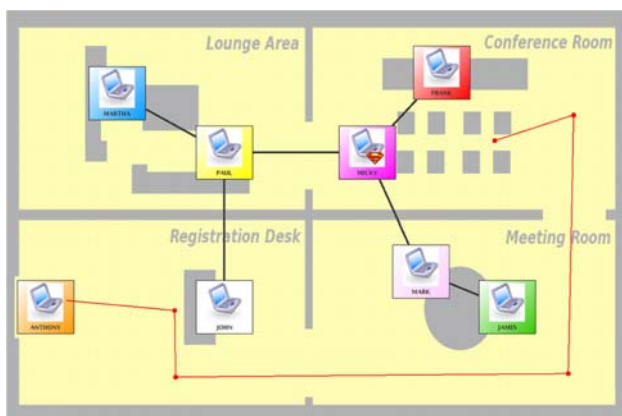 Lounge Area
Conference Room
FRANK
MARTHA
PAUL
MICKY
Registration Desk
Meeting Room
MARK
ANTHONY
JOHN
JAMES